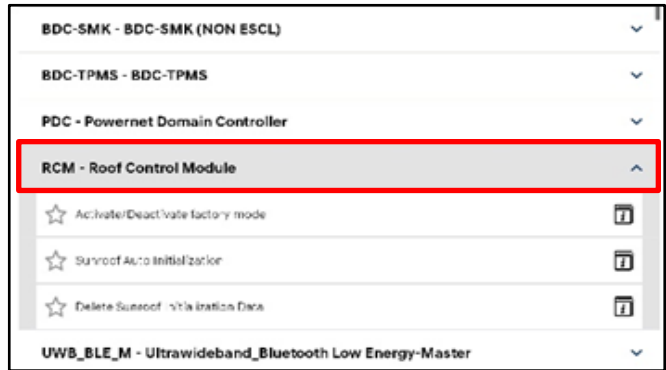 BDC-SMK - BDC-SMK (NON ESCL)
BDC-TPMS - BDC-TPMS
PDC - Powernet Domain Controller
RCM - Roof Control Module
Activate/Deactivate factory mode
Sunroof Auto Initialization
Delete Sunroof Initialization Data
UWB_BLE_M - Ultrawideband_Bluetooth Low Energy-Master